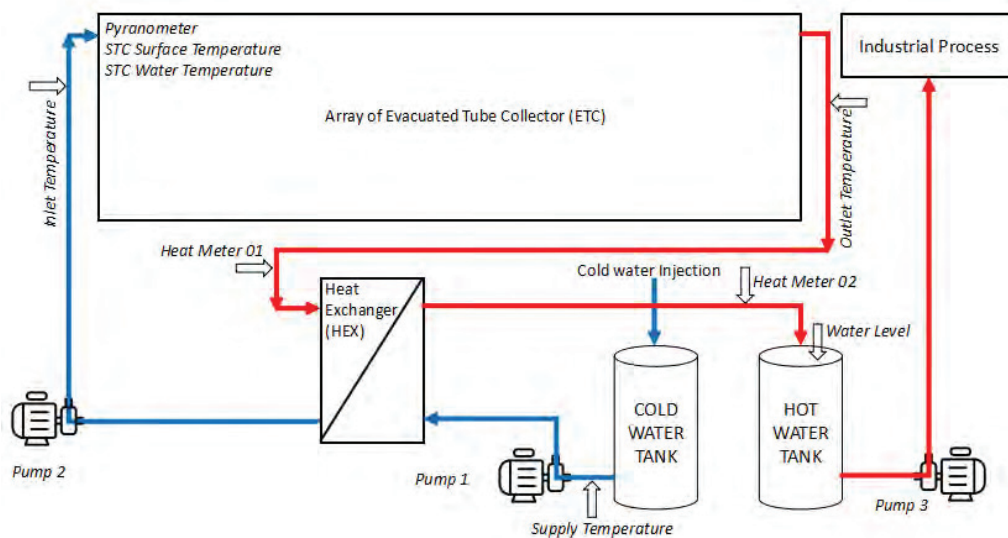 Pyranometer
STC Surface Temperature
STC Water Temperature
Industrial Process
Array of Evacuated Tube Collector (ETC)
Inlet Temperature
Outlet Temperature
Heat Meter 01
Cold water Injection
Heat Meter 02
Heat
Exchanger
(HEX)
Water Level
COLD
WATER
TANK
HOT
WATER
TANK
Pump 2
Pump 1
Pump 3
Supply Temperature